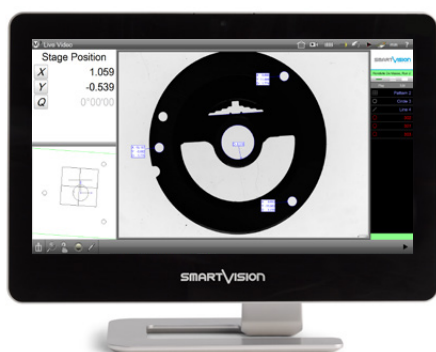 Live Video
Stage Position
X 1.059
Y -0.539
Q 0°00'00
SMARTVISION
Pattern 2
Circle 3
Line 4
SMARTVISION